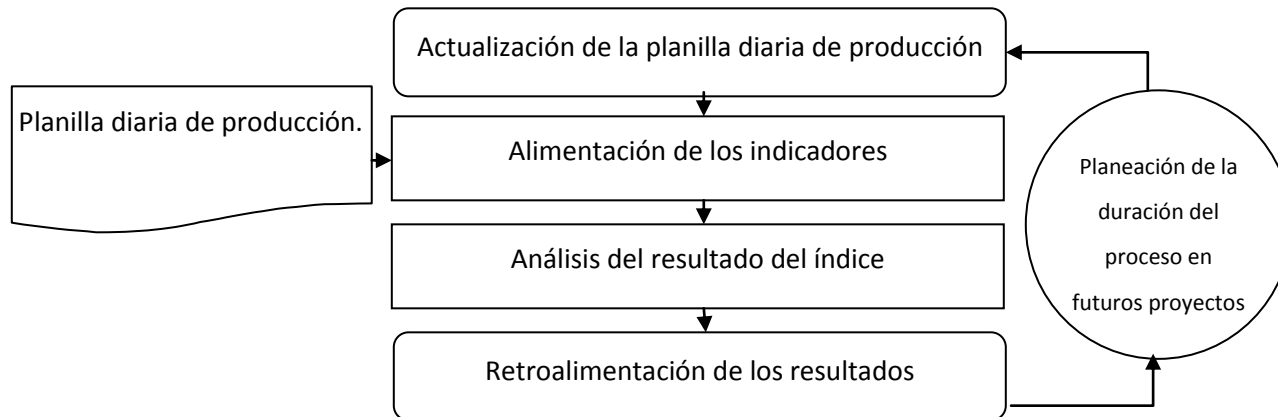 Actualización de la planilla diaria de producción
Planilla diaria de producción.
Alimentación de los indicadores
Análisis del resultado del índice
Retroalimentación de los resultados
Planeación de la
duración del
proceso en
futuros proyectos